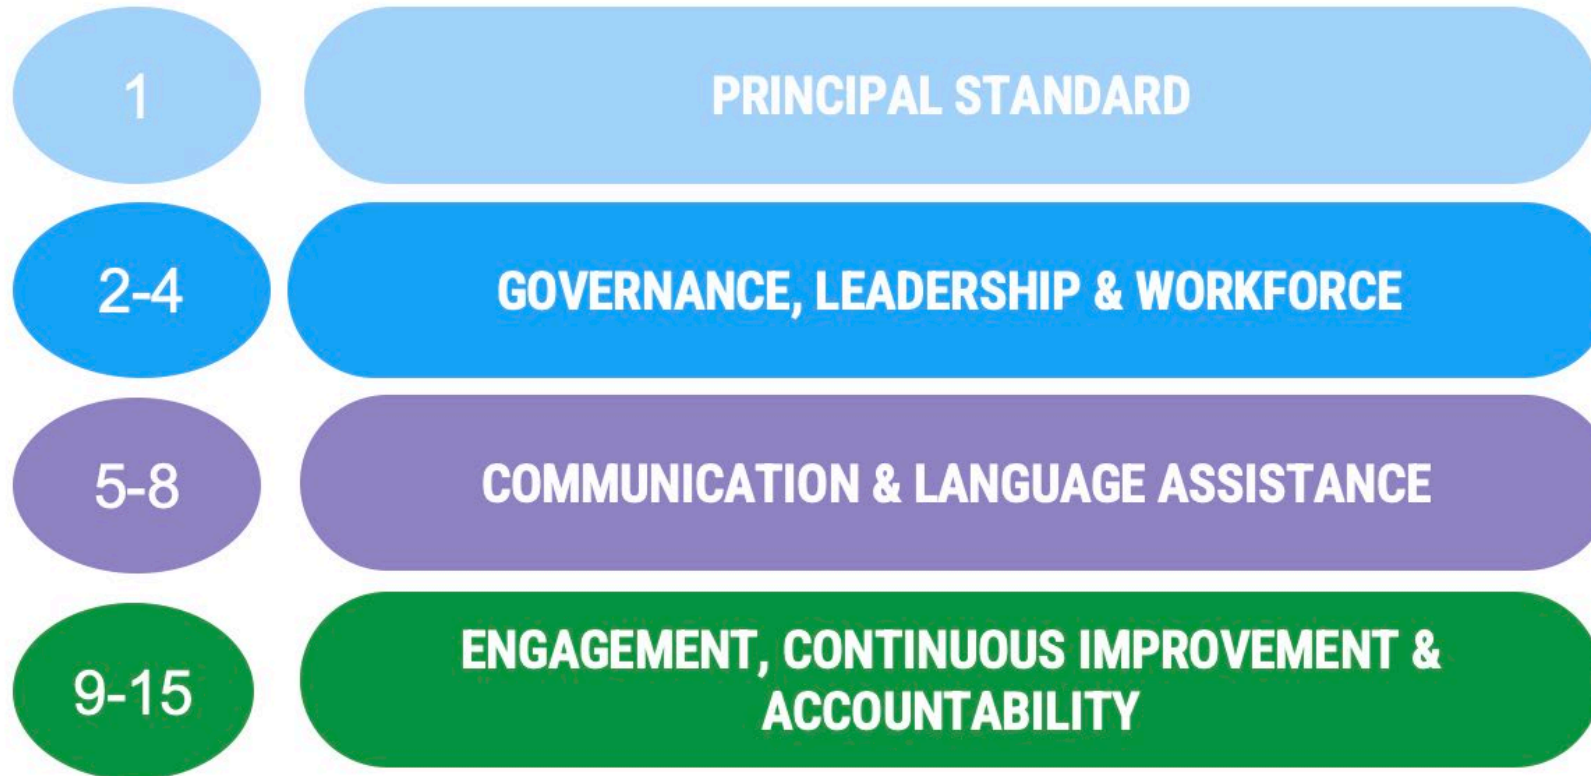 1
PRINCIPAL STANDARD
2-4
GOVERNANCE, LEADERSHIP & WORKFORCE
5-8
COMMUNICATION & LANGUAGE ASSISTANCE
9-15
ENGAGEMENT, CONTINUOUS IMPROVEMENT &
ACCOUNTABILITY